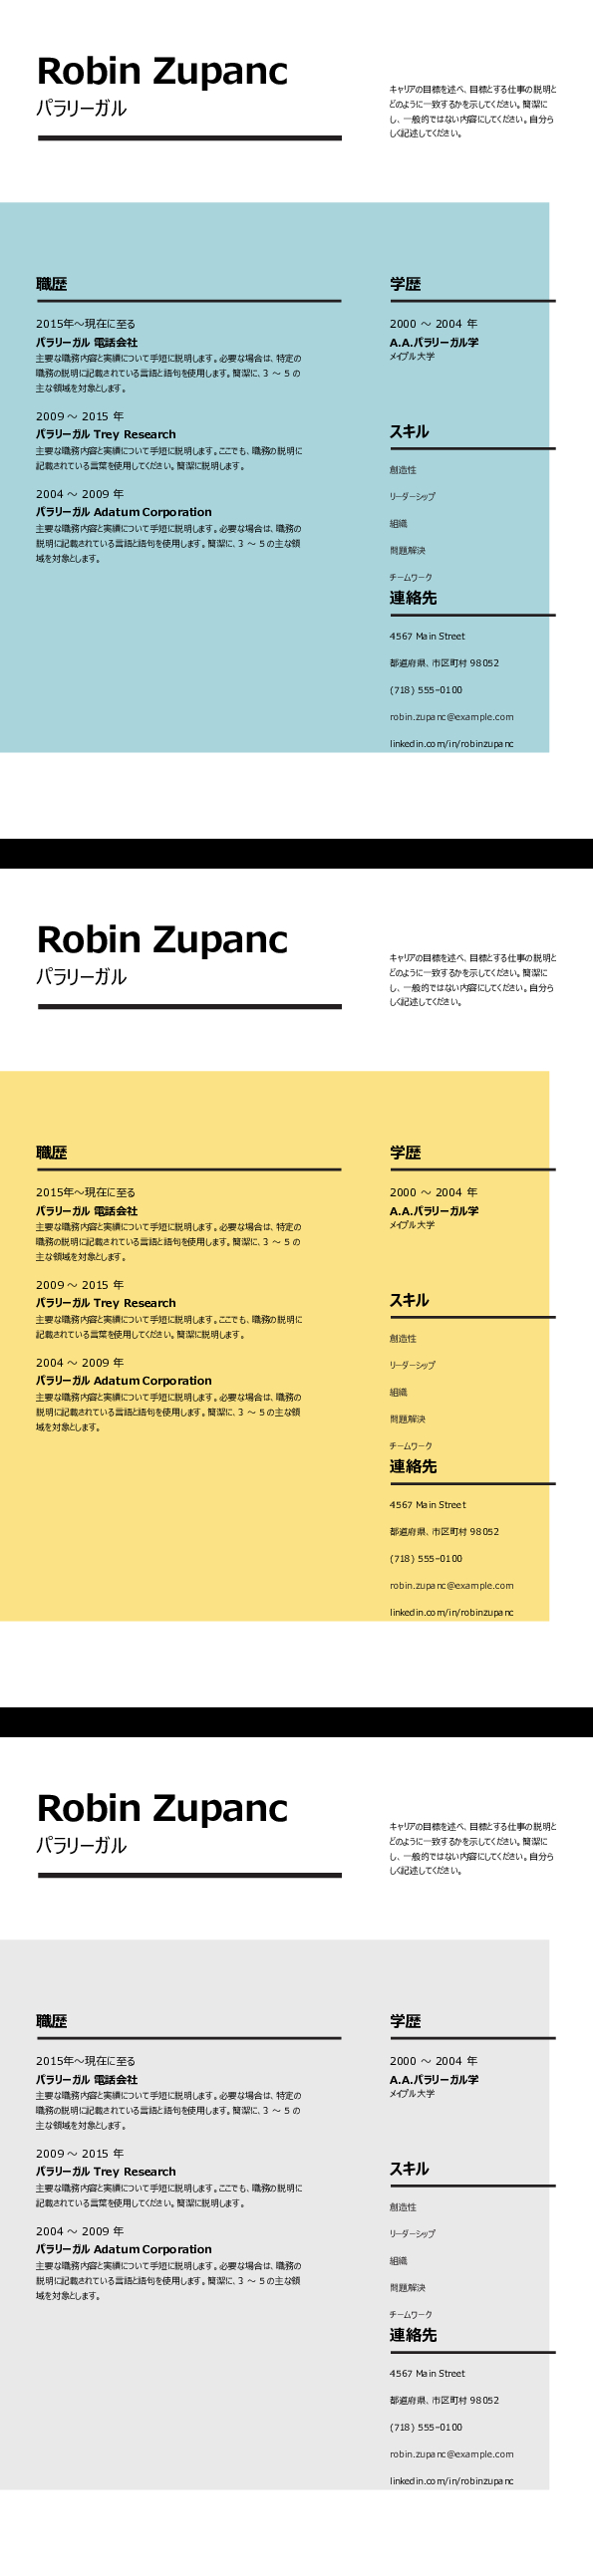 Robin Zupanc
パラリーガル
キャリアの目標を述べ、目標とする仕事の説明と
どのように一致するかを示してください。簡潔に
し、一般的ではない内容にしてください。自分ら
しく記述してください。
職歴
2015年～現在に至る
パラリーガル 電話会社
主要な職務内容と実績について手短に説明します。必要な場合は、特定の
職務の説明に記載されている言語と語句を使用します。簡潔に、3 ～ 5 の
主な領域を対象とします。
2009 ～ 2015 年
パラリーガル Trey Research
主要な職務内容と実績について手短に説明します。ここでも、職務の説明に
記載されている言葉を使用してください。簡潔に説明します。
2004 ～ 2009 年
パラリーガル Adatum Corporation
主要な職務内容と実績について手短に説明します。必要な場合は、職務の
説明に記載されている言語と語句を使用します。簡潔に、3 ～ 5 の主な領
域を対象とします。
学歴
2000 ～ 2004 年
A.A.パラリーガル学
メイプル大学
スキル
創造性
リーダーシップ
組織
問題解決
チームワーク
連絡先
4567 Main Street
都道府県、市区町村 98052
(718) 555-0100
robin.zupanc@example.com
linkedin.com/in/robinzupanc
Robin Zupanc
パラリーガル
キャリアの目標を述べ、目標とする仕事の説明と
どのように一致するかを示してください。簡潔に
し、一般的ではない内容にしてください。自分ら
しく記述してください。
職歴
2015年～現在に至る
パラリーガル 電話会社
主要な職務内容と実績について手短に説明します。必要な場合は、特定の
職務の説明に記載されている言語と語句を使用します。簡潔に、3 ～ 5 の
主な領域を対象とします。
2009 ～ 2015 年
パラリーガル Trey Research
主要な職務内容と実績について手短に説明します。ここでも、職務の説明に
記載されている言葉を使用してください。簡潔に説明します。
2004 ～ 2009 年
パラリーガル Adatum Corporation
主要な職務内容と実績について手短に説明します。必要な場合は、職務の
説明に記載されている言語と語句を使用します。簡潔に、3 ～ 5 の主な領
域を対象とします。
学歴
2000 ～ 2004 年
A.A.パラリーガル学
メイプル大学
スキル
創造性
リーダーシップ
組織
問題解決
チームワーク
連絡先
4567 Main Street
都道府県、市区町村 98052
(718) 555-0100
robin.zupanc@example.com
linkedin.com/in/robinzupanc
Robin Zupanc
パラリーガル
キャリアの目標を述べ、目標とする仕事の説明と
どのように一致するかを示してください。簡潔に
し、一般的ではない内容にしてください。自分ら
しく記述してください。
職歴
2015年～現在に至る
パラリーガル 電話会社
主要な職務内容と実績について手短に説明します。必要な場合は、特定の
職務の説明に記載されている言語と語句を使用します。簡潔に、3 ～ 5 の
主な領域を対象とします。
2009 ～ 2015 年
パラリーガル Trey Research
主要な職務内容と実績について手短に説明します。ここでも、職務の説明に
記載されている言葉を使用してください。簡潔に説明します。
2004 ～ 2009 年
パラリーガル Adatum Corporation
主要な職務内容と実績について手短に説明します。必要な場合は、職務の
説明に記載されている言語と語句を使用します。簡潔に、3 ～ 5 の主な領
域を対象とします。
学歴
2000 ～ 2004 年
A.A.パラリーガル学
メイプル大学
スキル
創造性
リーダーシップ
組織
問題解決
チームワーク
連絡先
4567 Main Street
都道府県、市区町村 98052
(718) 555-0100
robin.zupanc@example.com
linkedin.com/in/robinzupanc